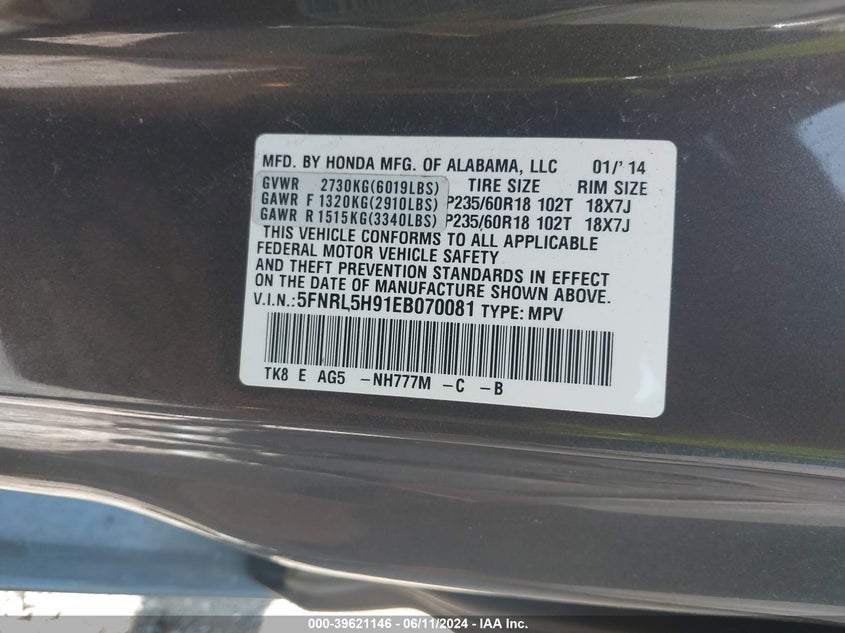 MFD. BY HONDA MFG. OF ALABAMA, LLC 01/'14
GVWR 2730KG(6019LBS) TIRE SIZE RIM SIZE
GAWR F 1320KG(2910LBS) P235/60R18 102T 18X7J
GAWR R 1515KG(3340LBS) P235/60R18 102T 18X7J
THIS VEHICLE CONFORMS TO ALL APPLICABLE
FEDERAL MOTOR VEHICLE SAFETY
AND THEFT PREVENTION STANDARDS IN EFFECT
ON THE DATE OF MANUFACTURE SHOWN ABOVE.
V.I.N.:5FNRL5H91EB070081 TYPE: MPV
TK8 E AG5 -NH777M -C -B
000-39621146 - 06/11/2024 - IAA Inc.